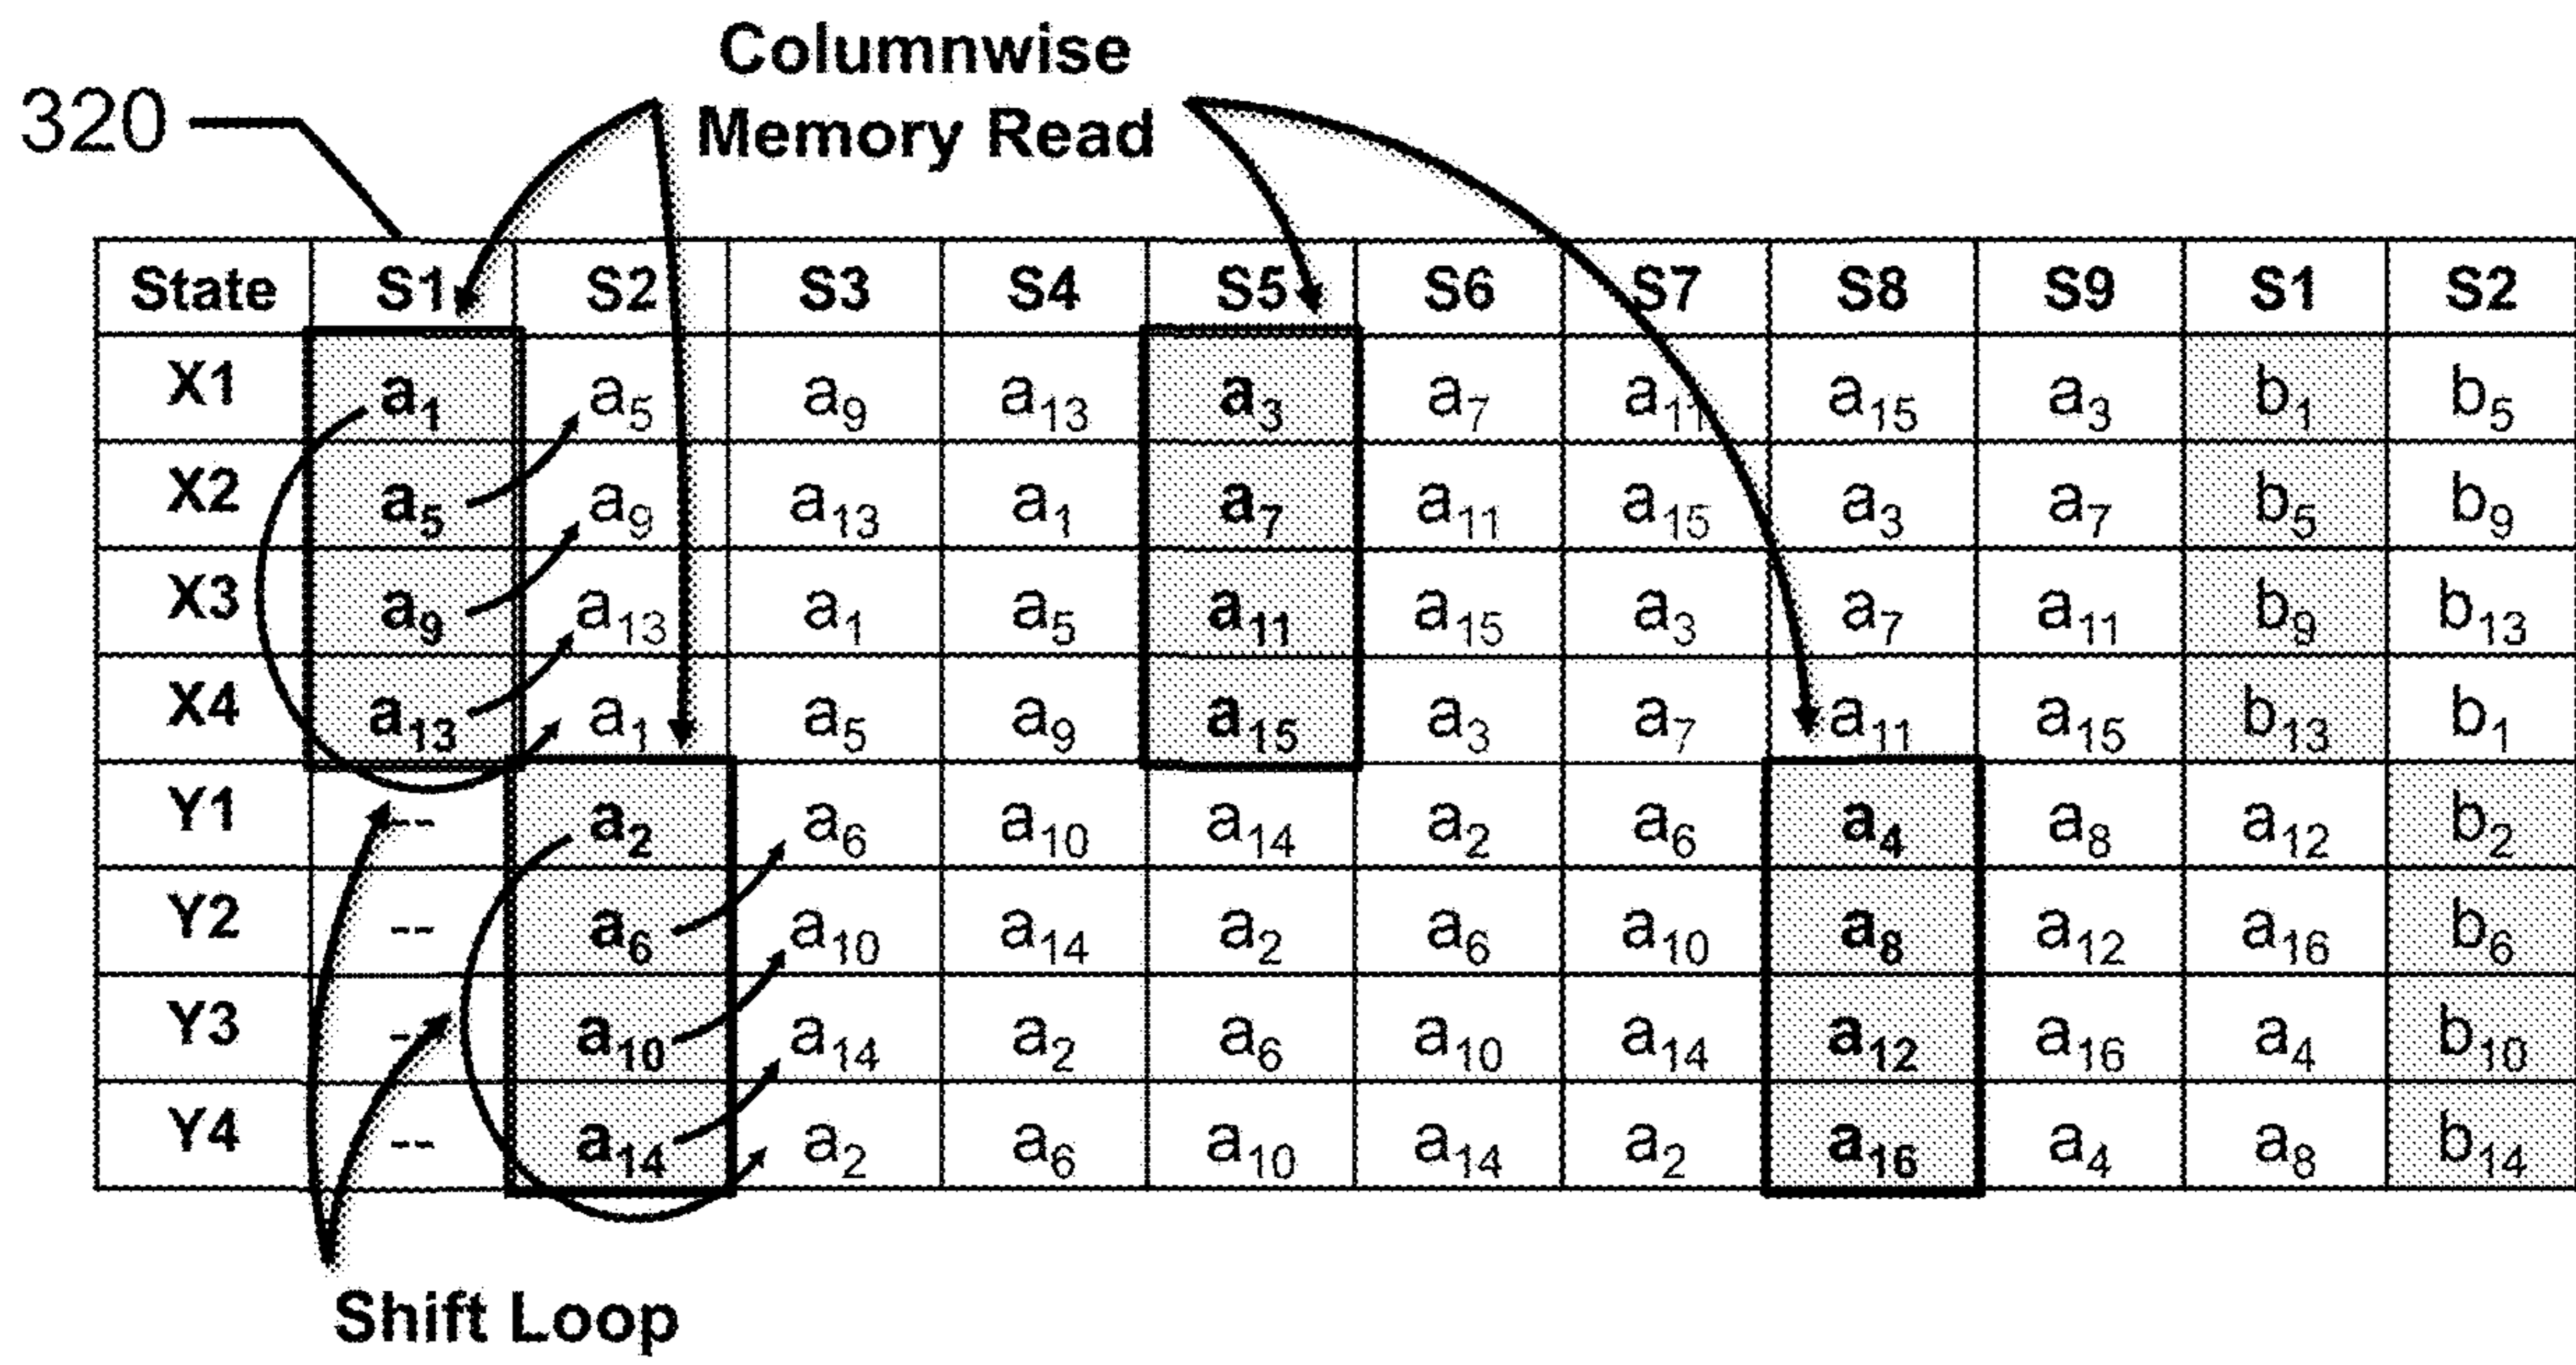 Columnwise
Memory Read
320
State S1 S2 S3 S4 S5 S6 S7 S8 S9 S1 S2
X1 a1 a5 a9 a13 a3 a7 a11 a15 a3 b1 b5
X2 a5 a9 a13 a1 a7 a11 a15 a3 a7 b5 b9
X3 a9 a13 a1 a5 a11 a15 a3 a7 a11 b9 b13
X4 a13 a1 a5 a9 a15 a3 a7 a11 a15 b13 b1
Y1 -- a2 a6 a10 a14 a2 a6 a4 a8 a12 b2
Y2 -- a6 a10 a14 a2 a6 a10 a8 a12 a16 b6
Y3 -- a10 a14 a2 a6 a10 a14 a12 a16 a4 b10
Y4 -- a14 a2 a6 a10 a14 a2 a16 a4 a8 b14
Shift Loop